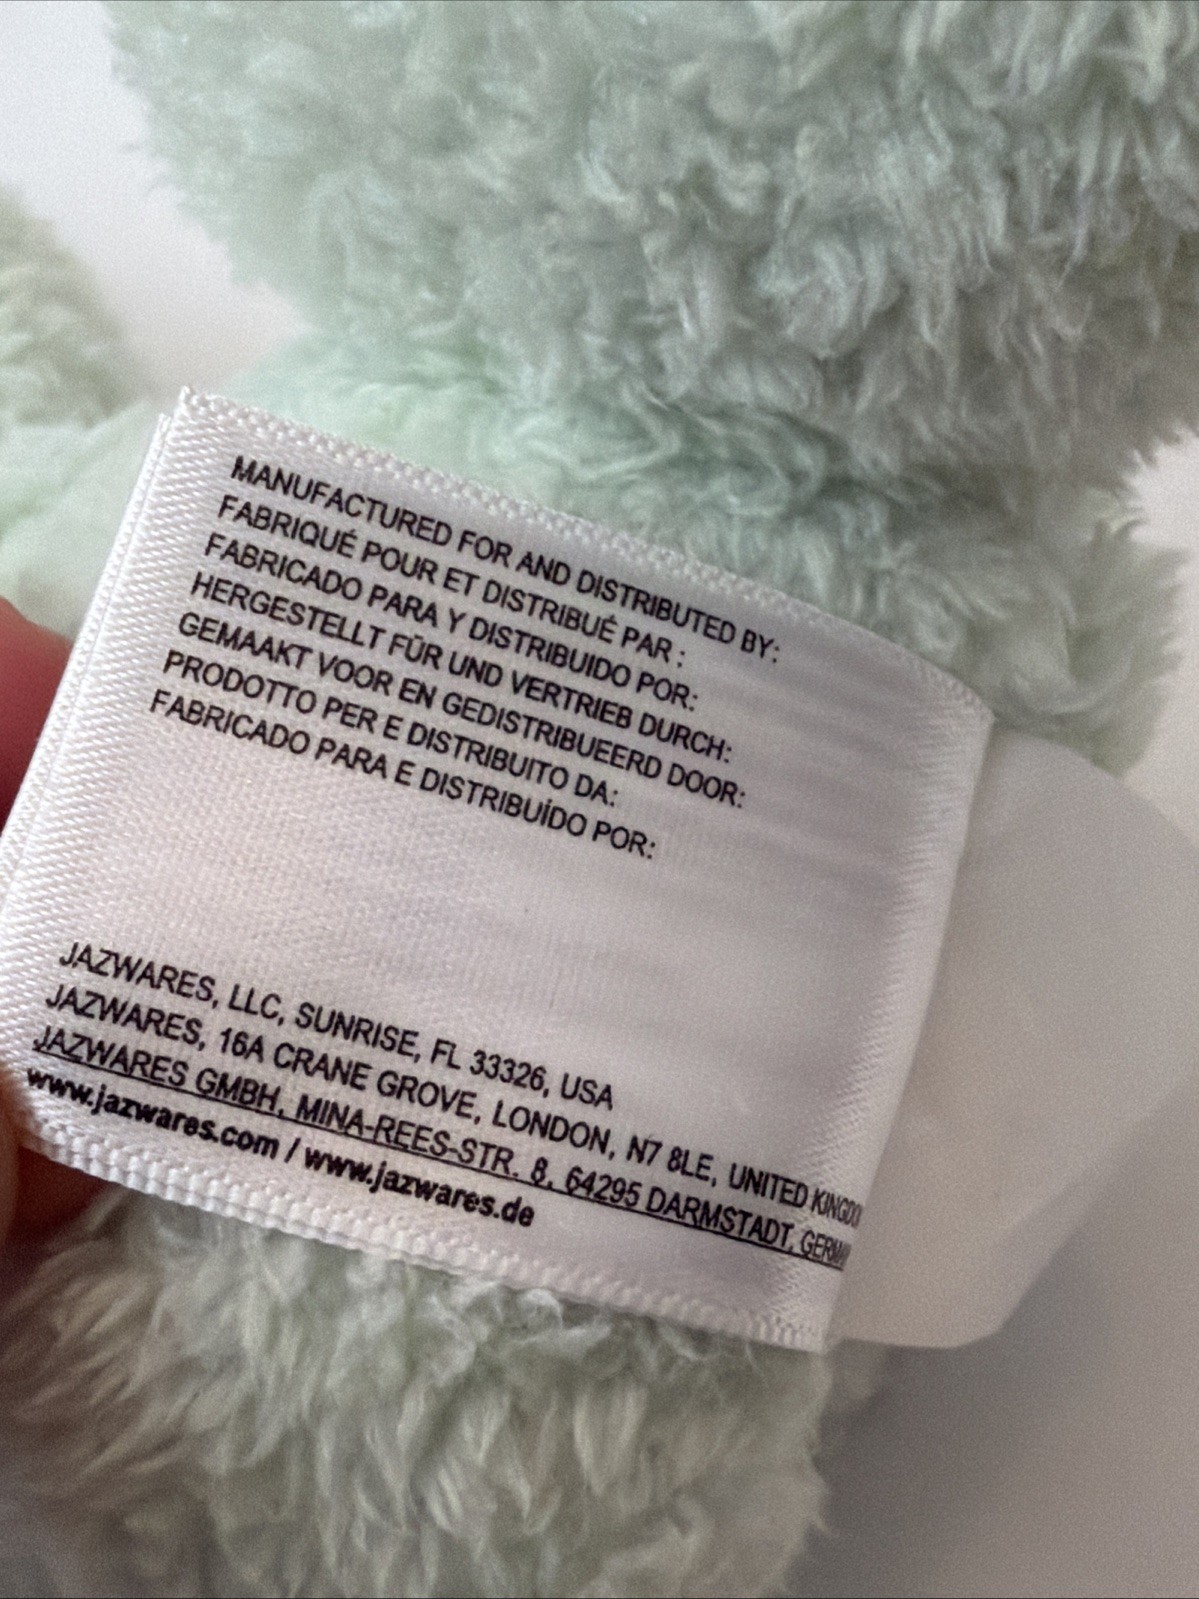 MANUFACTURED FOR AND DISTRIBUTED BY:
FABRIQUÉ POUR ET DISTRIBUÉ PAR :
FABRICADO PARA Y DISTRIBUIDO POR:
HERGESTELLT FÜR UND VERTRIEB DURCH:
GEMAAKT VOOR EN GEDISTRIBUEERD DOOR:
PRODOTTO PER E DISTRIBUITO DA:
FABRICADO PARA E DISTRIBUÍDO POR:
JAZWARES, LLC, SUNRISE, FL 33326, USA
JAZWARES, 16A CRANE GROVE, LONDON, N7 8LE, UNITED
JAZWARES GMBH, MINA-REES-STR. 8, 64295 DARMSTADT,
www.jazwares.com / www.jazwares.de